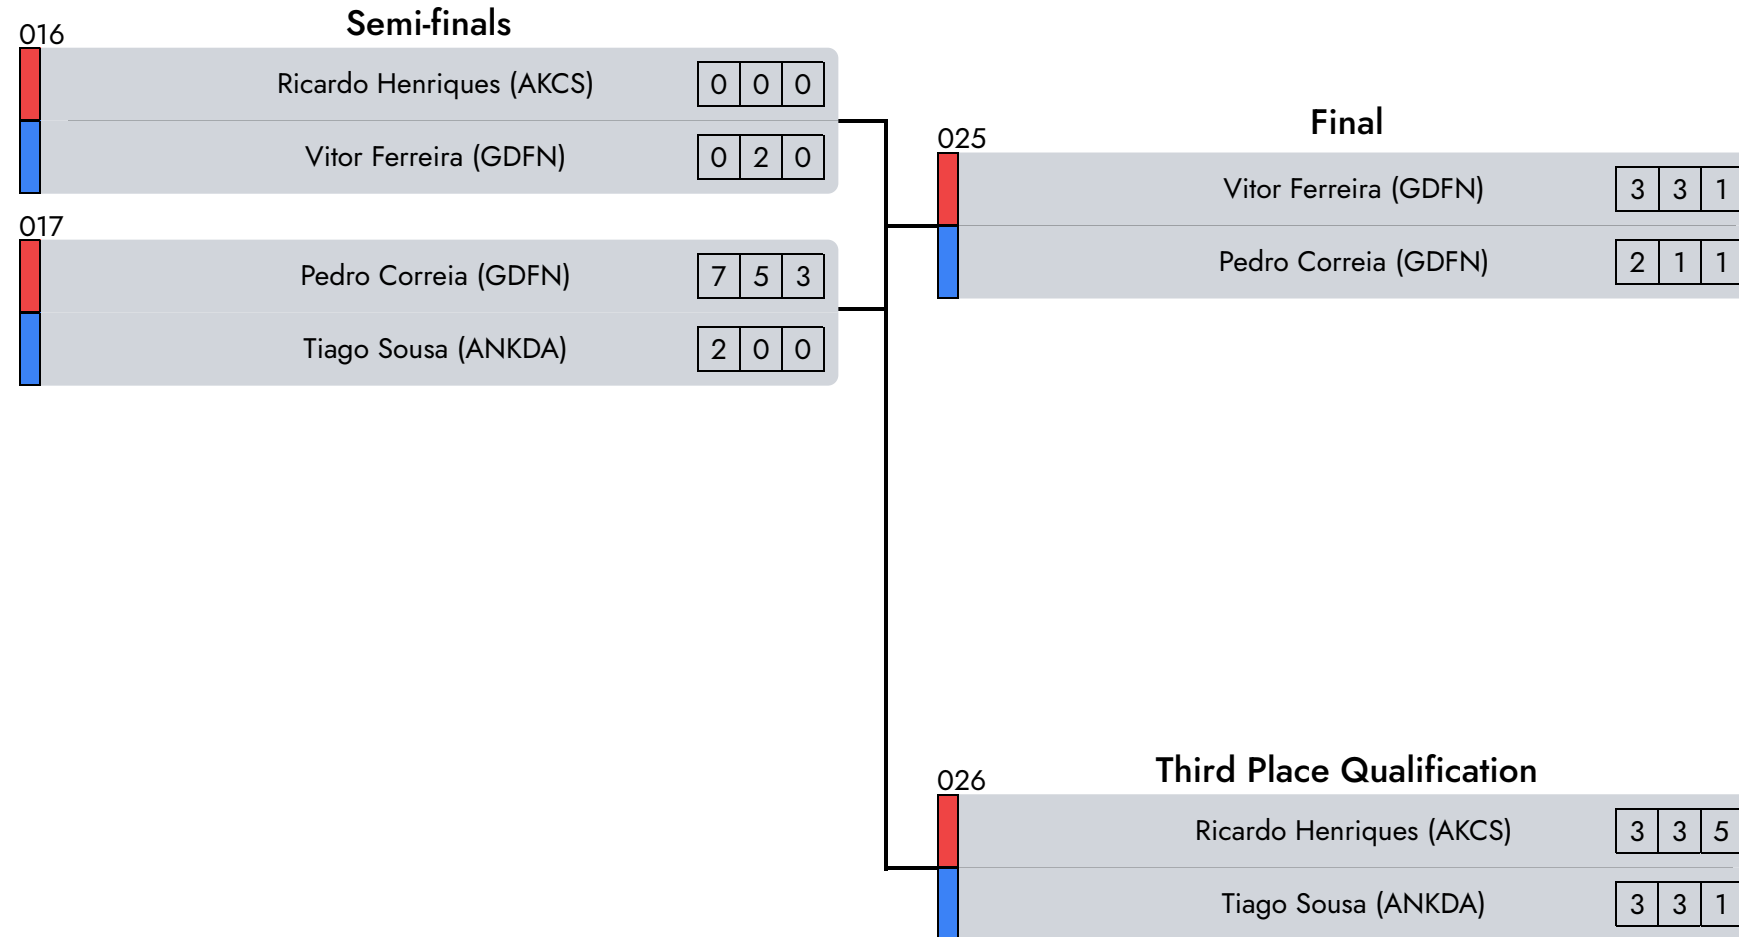 Semi-finals
016
Ricardo Henriques (AKCS) 0 0 0
Vitor Ferreira (GDFN) 0 2 0
017
Pedro Correia (GDFN) 7 5 3
Tiago Sousa (ANKDA) 2 0 0
Final
025
Vitor Ferreira (GDFN) 3 3 1
Pedro Correia (GDFN) 2 1 1
Third Place Qualification
026
Ricardo Henriques (AKCS) 3 3 5
Tiago Sousa (ANKDA) 3 3 1